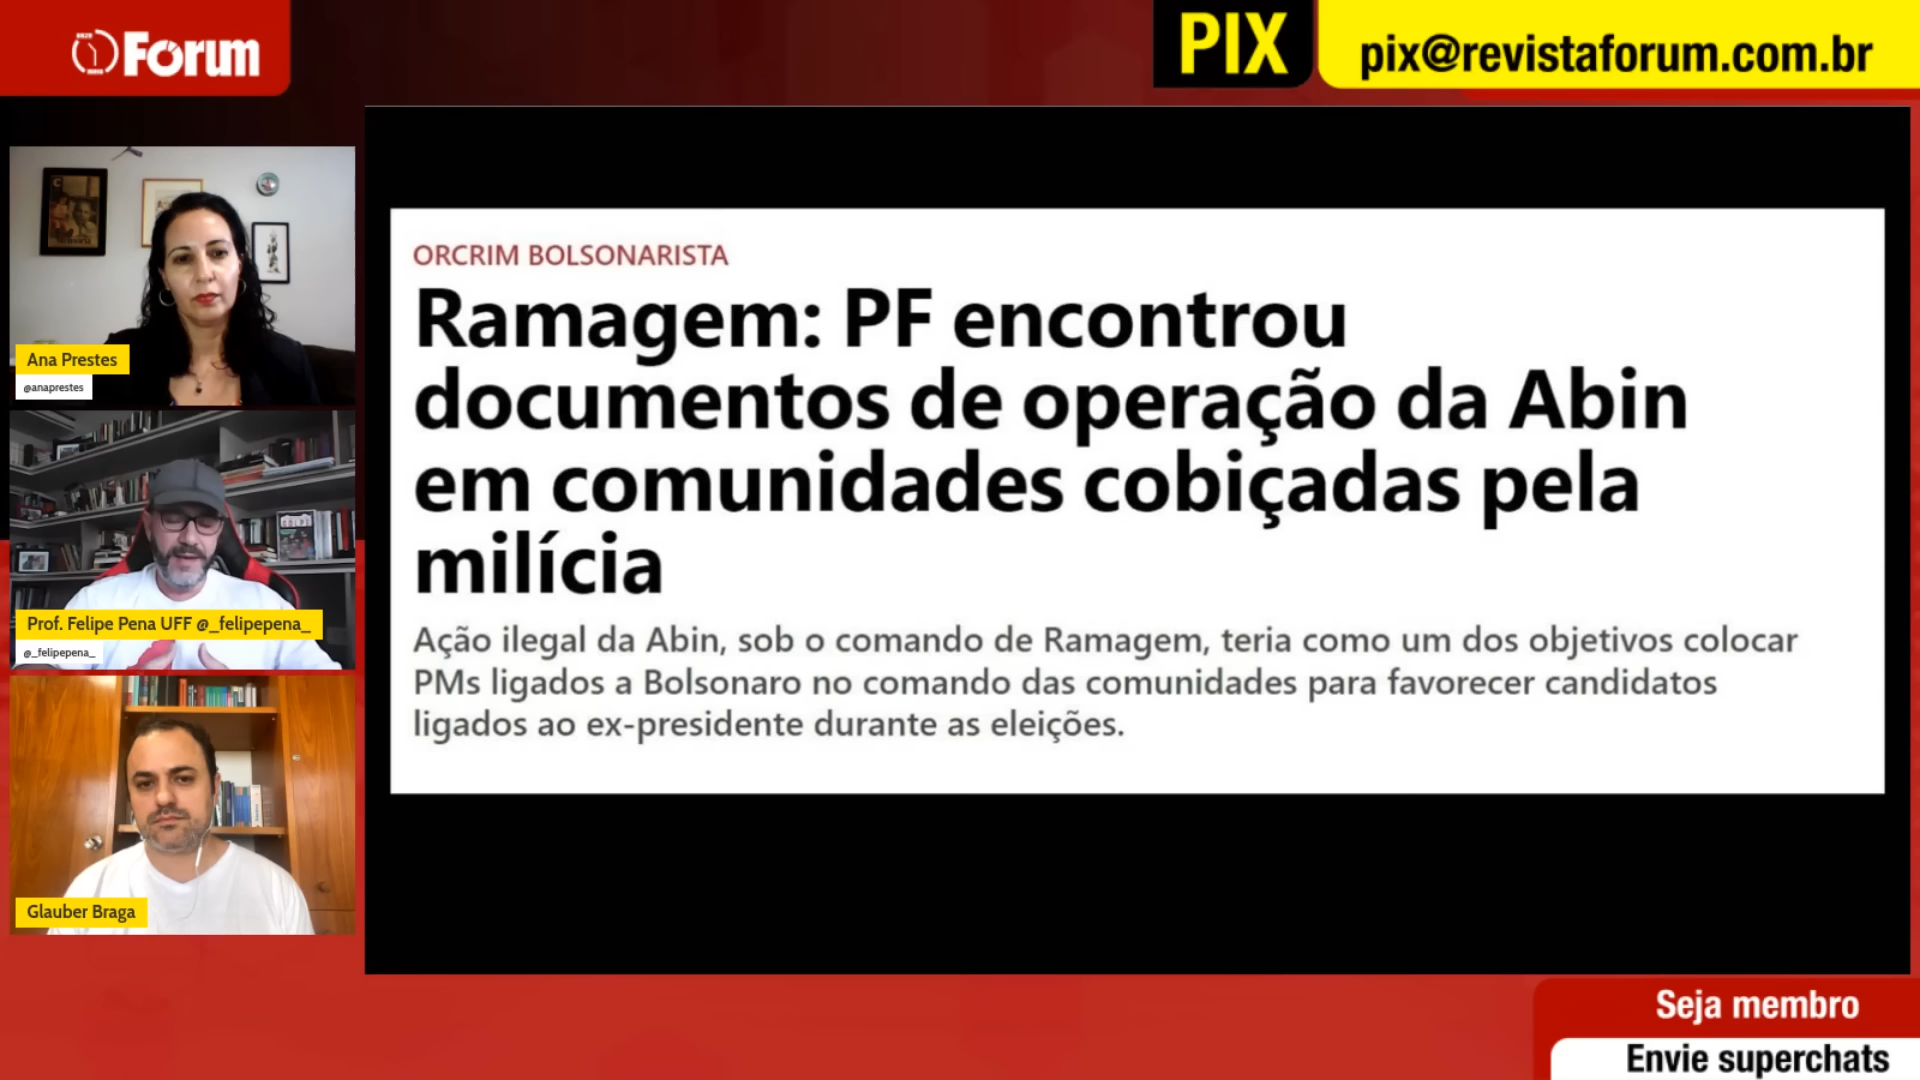 Forum
PIX
pix@revistaforum.com.br
Ana Prestes
@anaprestes
Prof. Felipe Pena UFF @_felipepena_
@_felipepena_
Glauber Braga
ORCRIM BOLSONARISTA
Ramagem: PF encontrou
documentos de operação da Abin
em comunidades cobiçadas pela
milícia
Ação ilegal da Abin, sob o comando de Ramagem, teria como um dos objetivos colocar
PMs ligados a Bolsonaro no comando das comunidades para favorecer candidatos
ligados ao ex-presidente durante as eleições.
Seja membro
Envie superchats